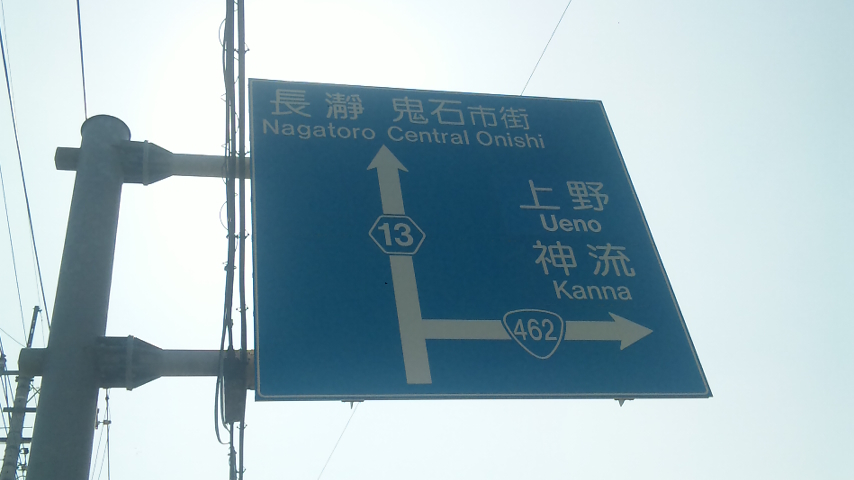 長瀞 鬼石市街
Nagatoro Central Onishi
上野
Ueno
13
神流
Kanna
462